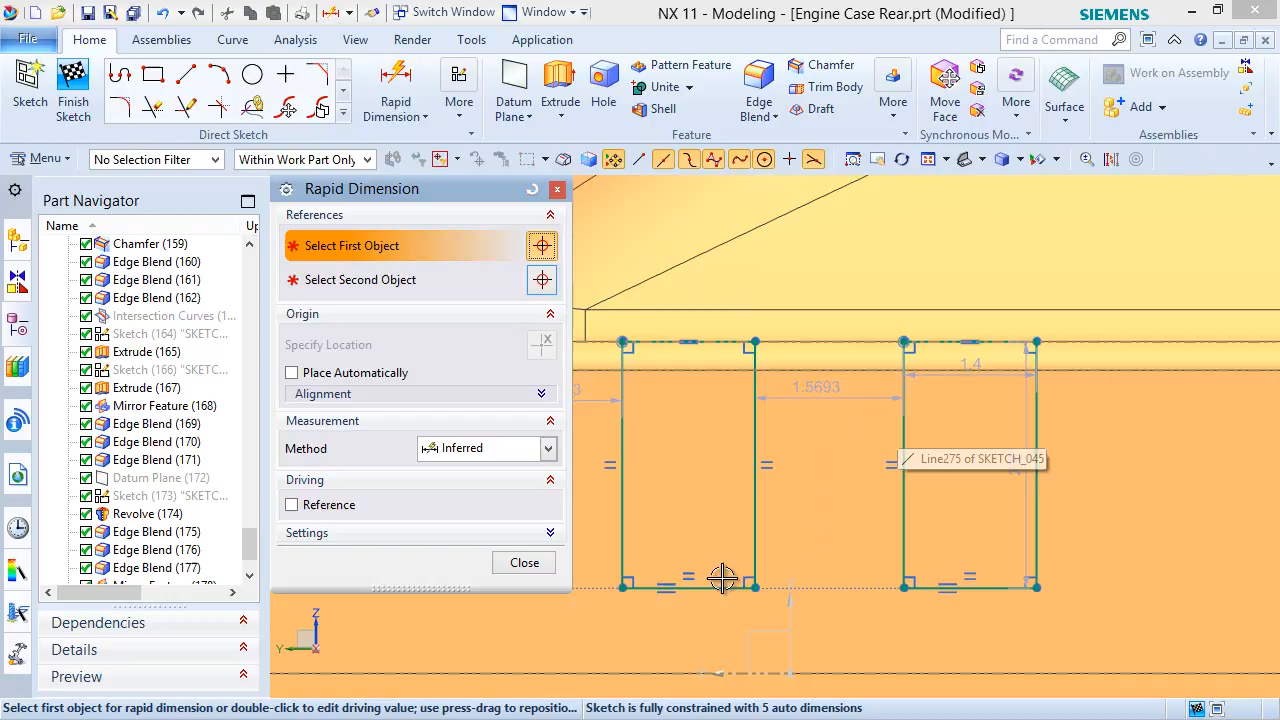 Switch Window
Window
NX 11 - Modeling - [Engine Case Rear.prt (Modified) ]
SIEMENS
File
Home
Assemblies
Curve
Analysis
View
Render
Tools
Application
Find a Command
Sketch
Finish Sketch
Rapid Dimension
More
Direct Sketch
Datum Plane
Extrude
Hole
Pattern Feature
Unite
Shell
Edge Blend
Chamfer
Trim Body
Draft
More
Feature
Move Face
More
Synchronous Mo...
Surface
Work on Assembly
Add
Assemblies
Menu
No Selection Filter
Within Work Part Only
Part Navigator
Name
Up
Chamfer (159)
Edge Blend (160)
Edge Blend (161)
Edge Blend (162)
Intersection Curves (1...
Sketch (164) "SKETC...
Extrude (165)
Sketch (166) "SKETC...
Extrude (167)
Mirror Feature (168)
Edge Blend (169)
Edge Blend (170)
Edge Blend (171)
Datum Plane (172)
Sketch (173) "SKETC...
Revolve (174)
Edge Blend (175)
Edge Blend (176)
Edge Blend (177)
Dependencies
Details
Preview
Rapid Dimension
References
Select First Object
Select Second Object
Origin
Specify Location
Place Automatically
Alignment
Measurement
Method
Inferred
Driving
Reference
Settings
Close
3
1.5693
1.4
Line275 of SKETCH_045
Z
Y
X
Select first object for rapid dimension or double-click to edit driving value; use press-drag to repositio...
Sketch is fully constrained with 5 auto dimensions